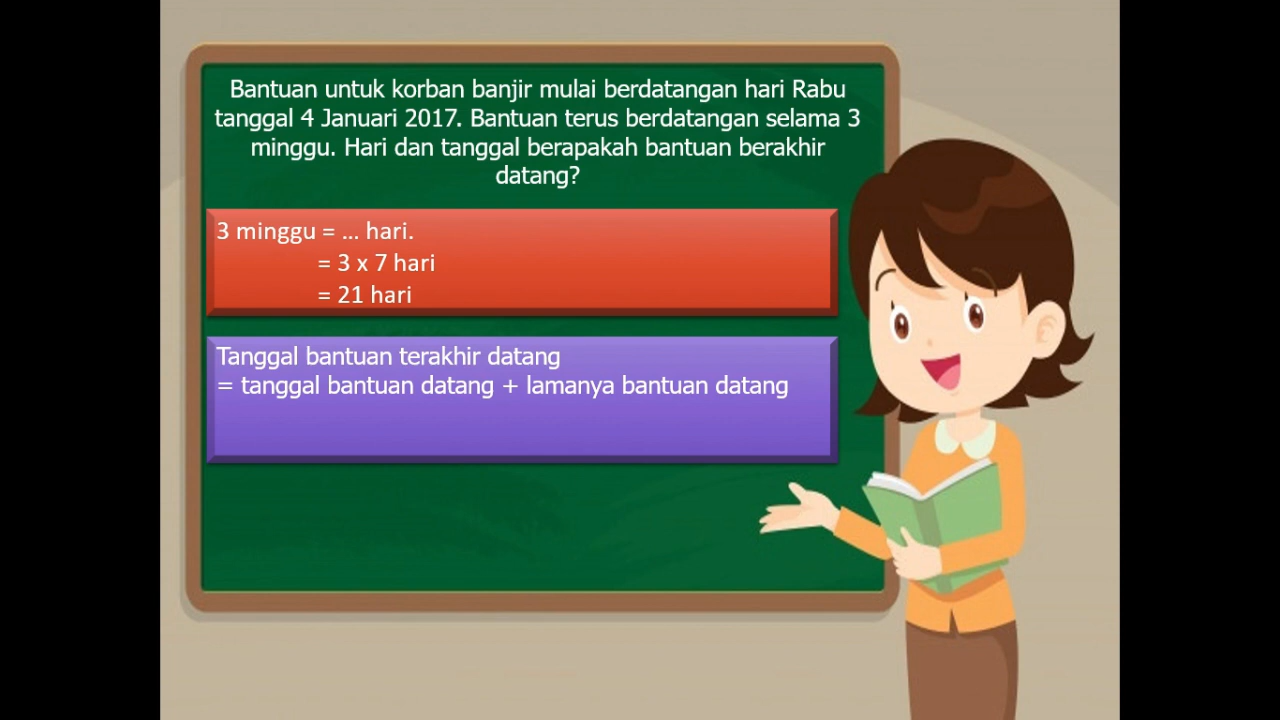 Bantuan untuk korban banjir mulai berdatangan hari Rabu
tanggal 4 Januari 2017. Bantuan terus berdatangan selama 3
minggu. Hari dan tanggal berapakah bantuan berakhir
datang?
3 minggu = ... hari.
= 3 x 7 hari
= 21 hari
Tanggal bantuan terakhir datang
= tanggal bantuan datang + lamanya bantuan datang